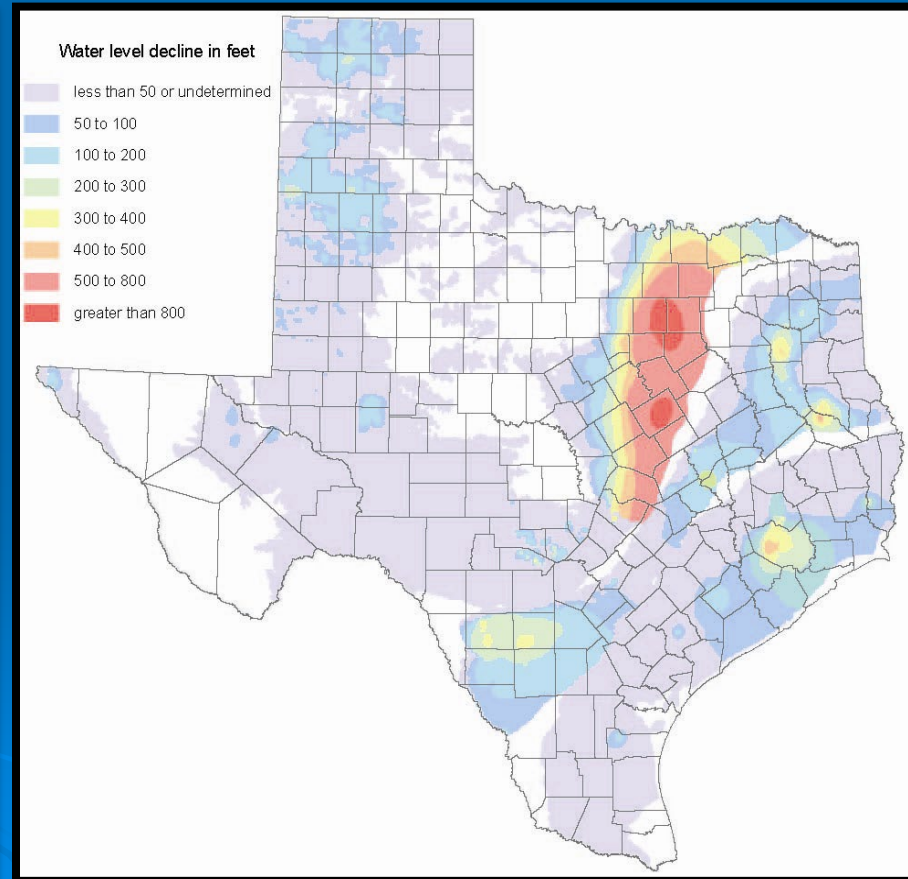 Water level decline in feet
less than 50 or undetermined
50 to 100
100 to 200
200 to 300
300 to 400
400 to 500
500 to 800
greater than 800